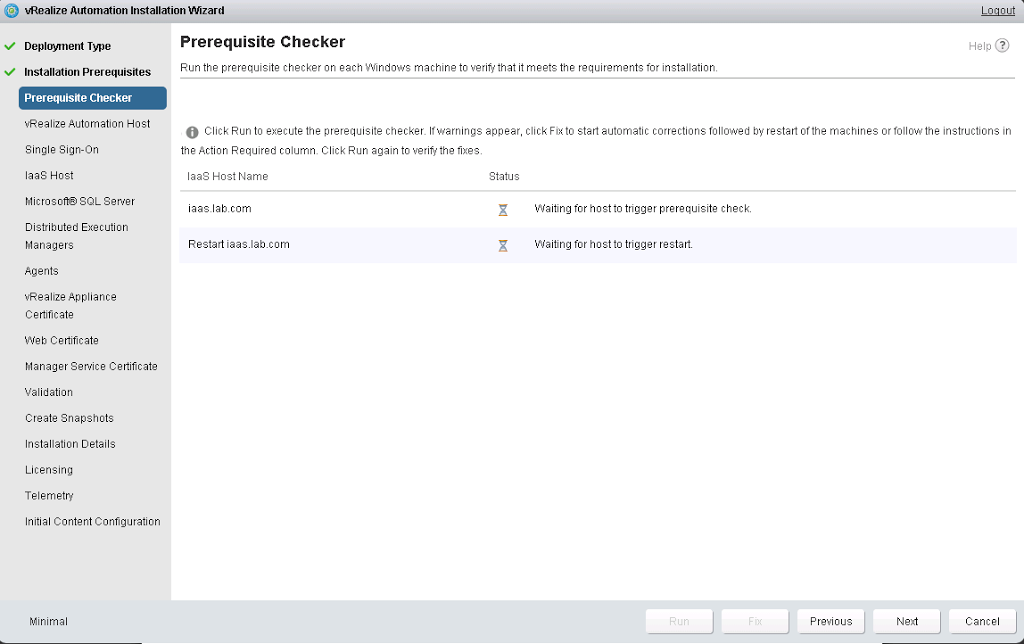 vRealize Automation Installation Wizard
Logout
Deployment Type
Installation Prerequisites
Prerequisite Checker
vRealize Automation Host
Single Sign-On
IaaS Host
Microsoft® SQL Server
Distributed Execution
Managers
Agents
vRealize Appliance
Certificate
Web Certificate
Manager Service Certificate
Validation
Create Snapshots
Installation Details
Licensing
Telemetry
Initial Content Configuration
Prerequisite Checker
Help ?
Run the prerequisite checker on each Windows machine to verify that it meets the requirements for installation.
Click Run to execute the prerequisite checker. If warnings appear, click Fix to start automatic corrections followed by restart of the machines or follow the instructions in
the Action Required column. Click Run again to verify the fixes.
IaaS Host Name Status
iaas.lab.com Waiting for host to trigger prerequisite check.
Restart iaas.lab.com Waiting for host to trigger restart.
Minimal
Run Fix Previous Next Cancel